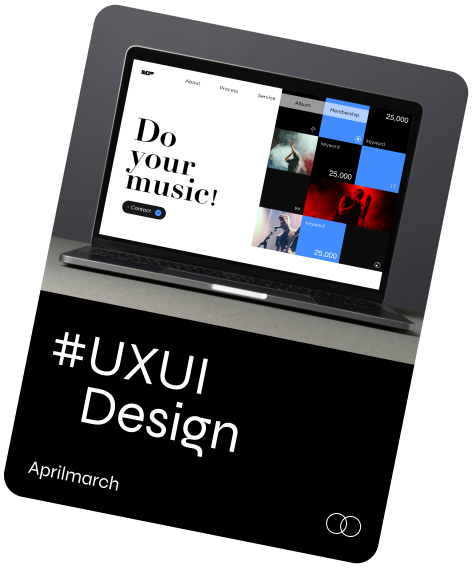 About
Process
Service
Album
Membership
25,000
Do
your
music!
Contact
keyword
keyword
25,000
keyword
25,000
#UXUI
Design
Aprilmarch